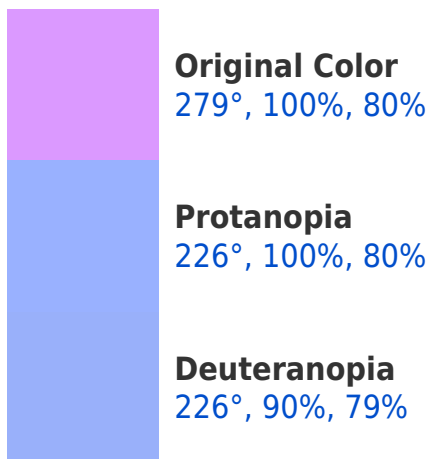 Original Color
279°, 100%, 80%
Protanopia
226°, 100%, 80%
Deuteranopia
226°, 90%, 79%